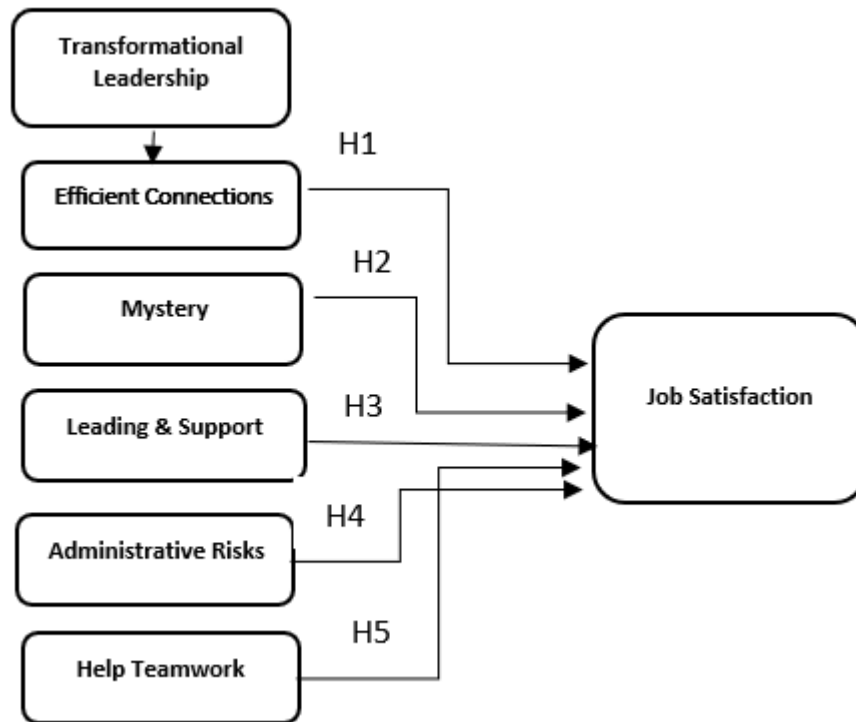 Transformational
Leadership
H1
Efficient Connections
H2
Mystery
Job Satisfaction
H3
Leading & Support
H4
Administrative Risks
H5
Help Teamwork